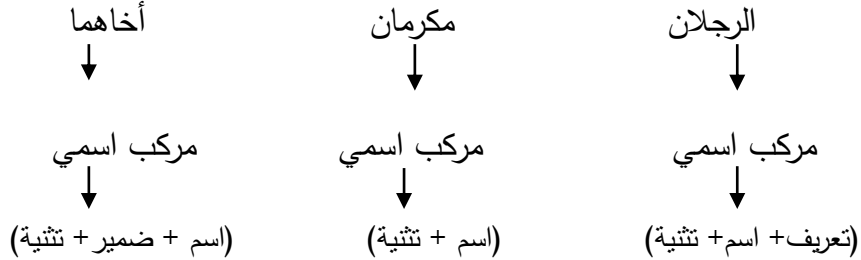 الرجلان مكرمان أخاهما
مركب اسمي مركب اسمي مركب اسمي
(تعريف+ اسم+ تثنية) (اسم + تثنية) (اسم + ضمير+ تثنية)